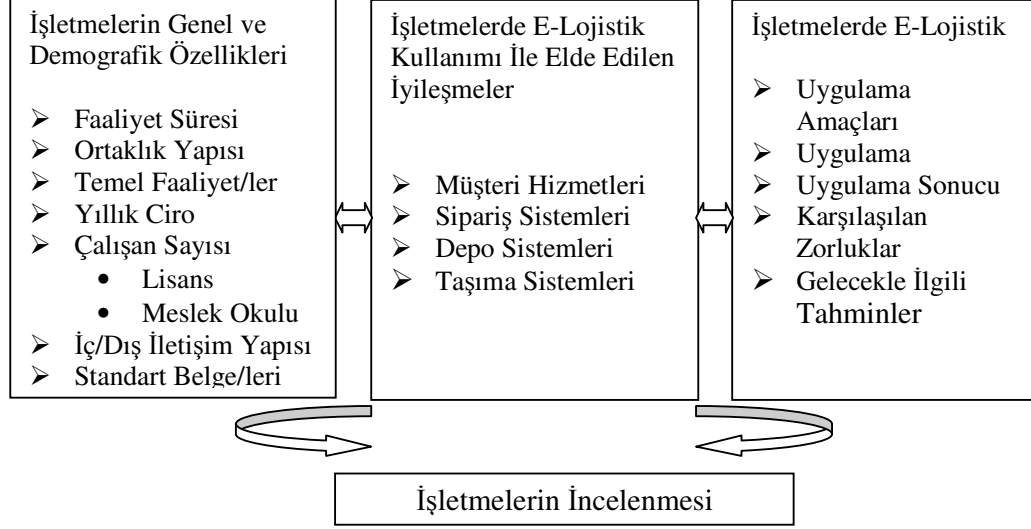 İşletmelerin Genel ve
Demografik Özellikleri
➢ Faaliyet Süresi
➢ Ortaklık Yapısı
➢ Temel Faaliyet/ler
➢ Yıllık Ciro
➢ Çalışan Sayısı
• Lisans
• Meslek Okulu
➢ İç/Dış İletişim Yapısı
➢ Standart Belge/leri
İşletmelerde E-Lojistik
Kullanımı İle Elde Edilen
İyileşmeler
➢ Müşteri Hizmetleri
➢ Sipariş Sistemleri
➢ Depo Sistemleri
➢ Taşıma Sistemleri
İşletmelerde E-Lojistik
➢ Uygulama
Amaçları
➢ Uygulama
➢ Uygulama Sonucu
➢ Karşılaşılan
Zorluklar
➢ Gelecekle İlgili
Tahminler
İşletmelerin İncelenmesi